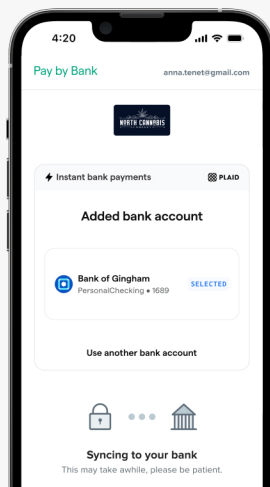 4:20
Pay by Bank
anna.tenet@gmail.com
NORTH CANNABIS
Instant bank payments
PLAID
Added bank account
Bank of Gingham
PersonalChecking • 1689
SELECTED
Use another bank account
Syncing to your bank
This may take awhile, please be patient.